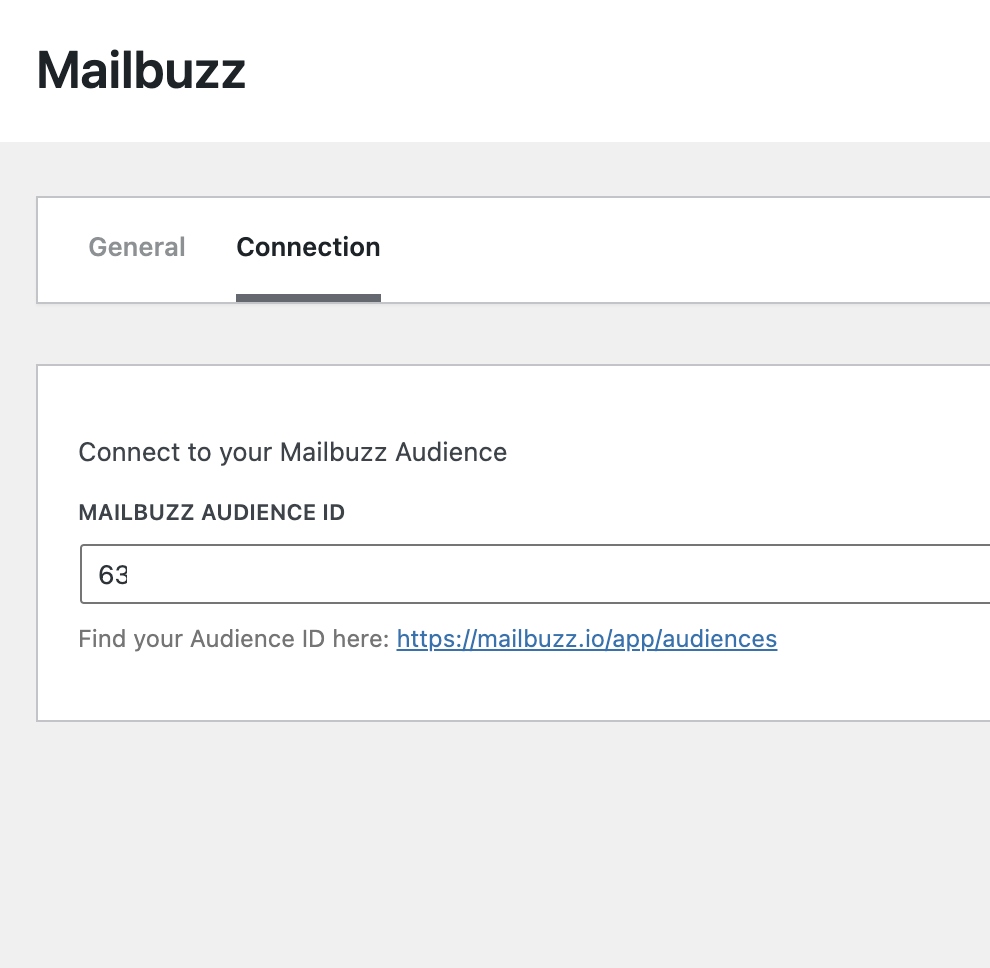 Mailbuzz
General Connection
Connect to your Mailbuzz Audience
MAILBUZZ AUDIENCE ID
63
Find your Audience ID here: https://mailbuzz.io/app/audiences